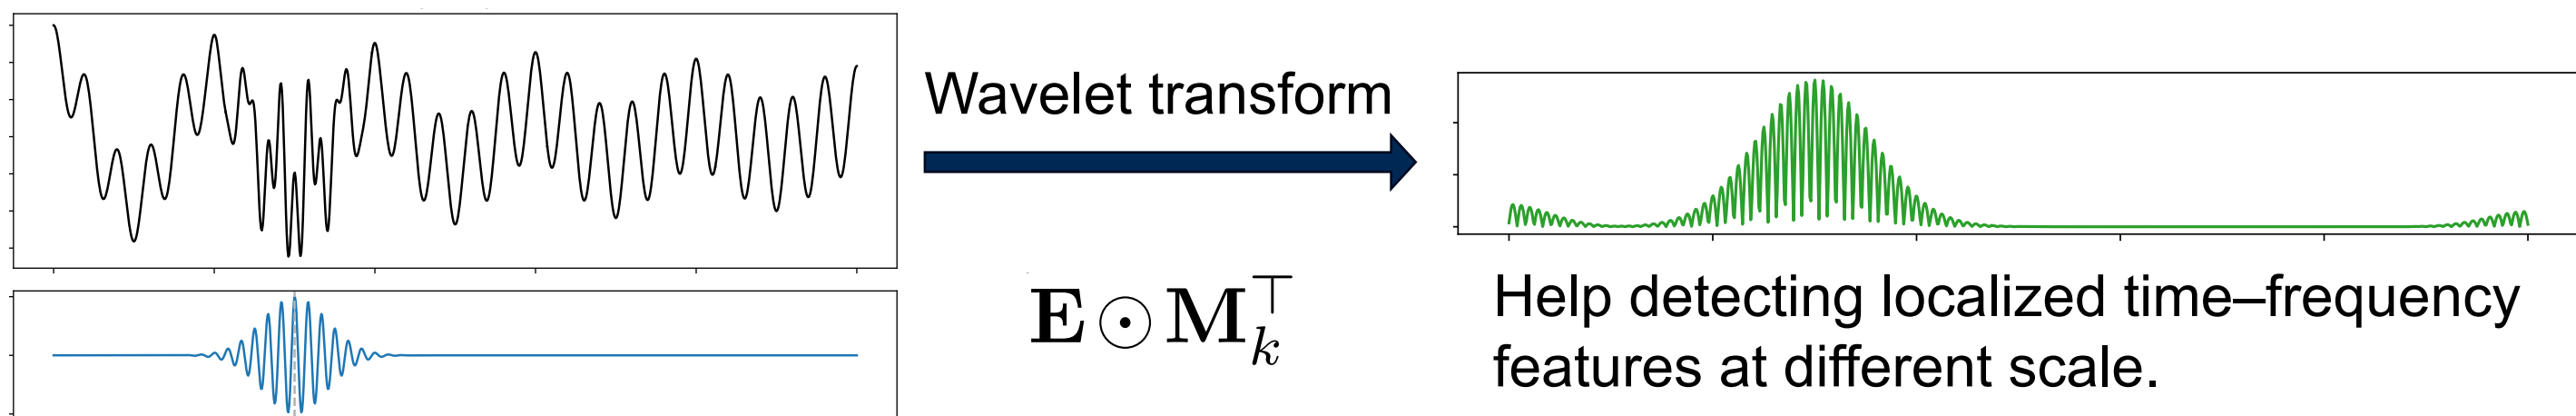 Wavelet transform
E ⊙ M_k^⊤
Help detecting localized time–frequency
features at different scale.